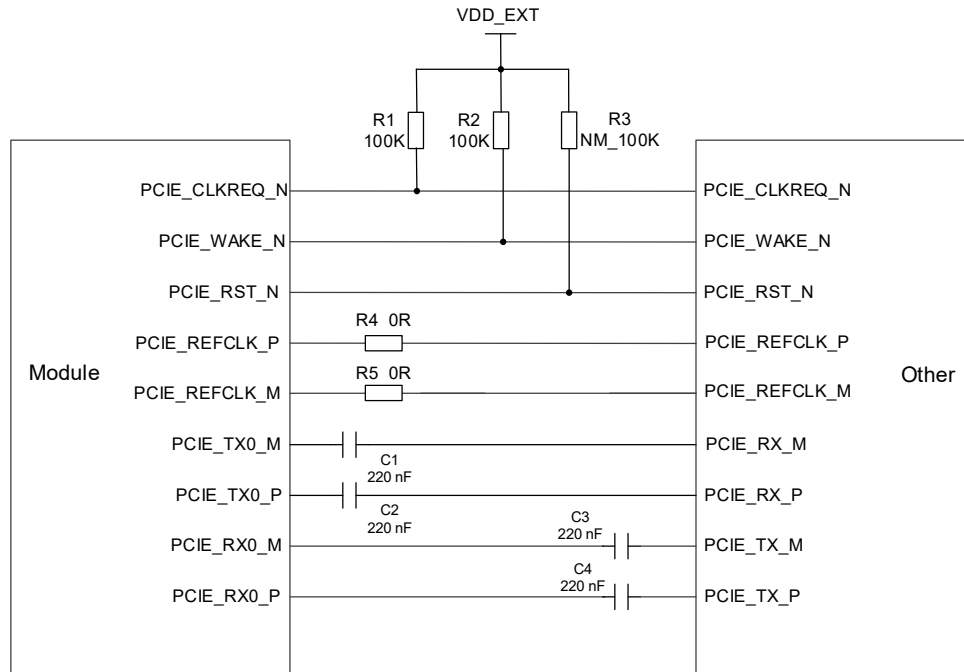 VDD_EXT
R1
100K
R2
100K
R3
NM_100K
PCIE_CLKREQ_N
PCIE_CLKREQ_N
PCIE_WAKE_N
PCIE_WAKE_N
PCIE_RST_N
PCIE_RST_N
R4 0R
PCIE_REFCLK_P
PCIE_REFCLK_P
Module
Other
R5 0R
PCIE_REFCLK_M
PCIE_REFCLK_M
PCIE_TX0_M
PCIE_RX_M
C1
220 nF
PCIE_TX0_P
PCIE_RX_P
C2
220 nF
C3
220 nF
PCIE_RX0_M
PCIE_TX_M
C4
220 nF
PCIE_RX0_P
PCIE_TX_P